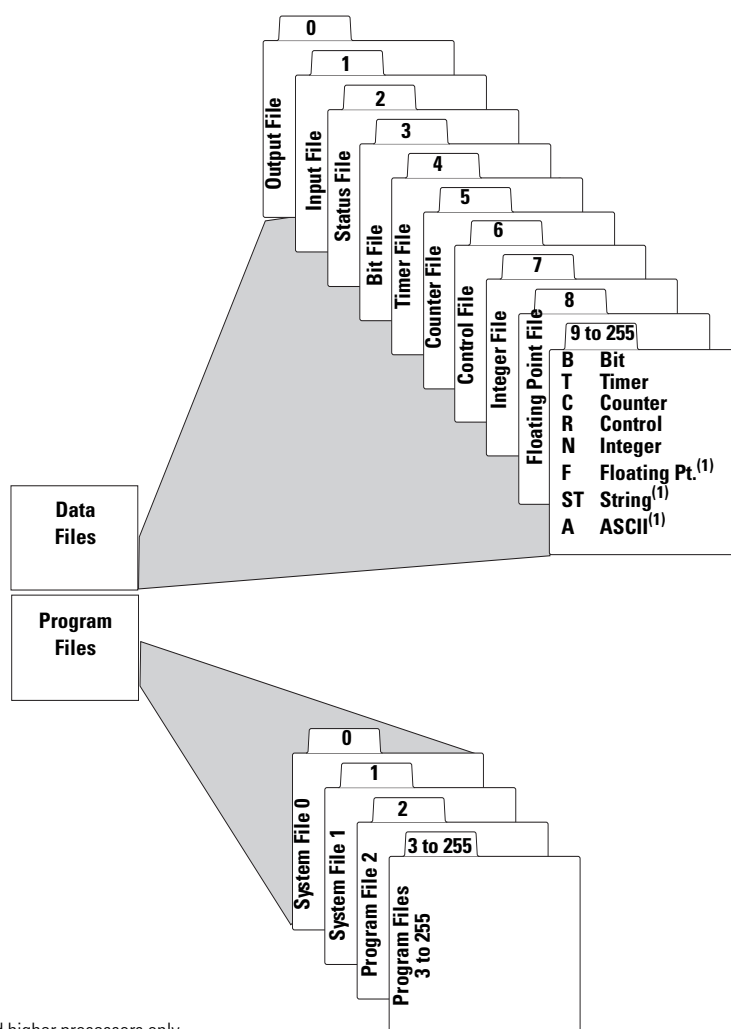 0
Output File
1
Input File
2
Status File
3
Bit File
4
Timer File
5
Counter File
6
Control File
7
Integer File
8
Floating Point File
9 to 255
B Bit
T Timer
C Counter
R Control
N Integer
F Floating Pt.(1)
ST String(1)
A ASCII(1)
Data
Files
Program
Files
0
System File 0
1
System File 1
2
Program File 2
3 to 255
Program Files
3 to 255
higher processors only